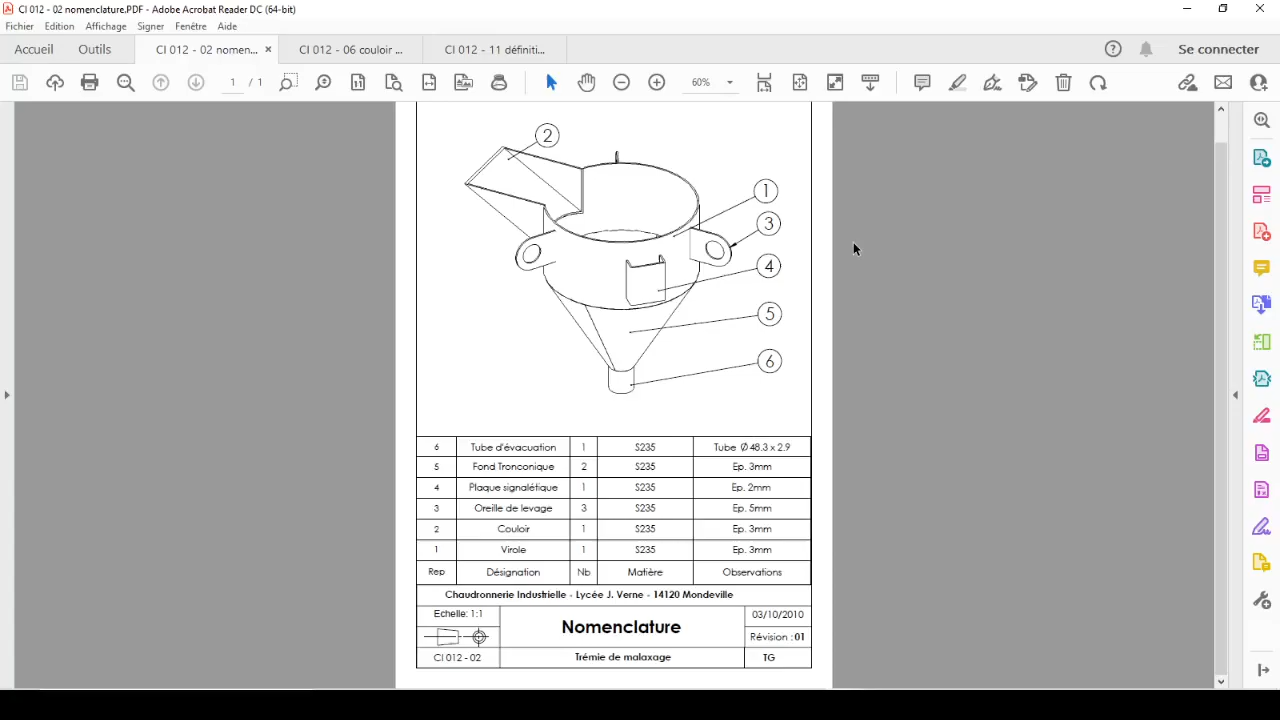 CI 012 - 02 nomenclature.PDF - Adobe Acrobat Reader DC (64-bit)
Fichier Edition Affichage Signer Fenêtre Aide
Accueil Outils CI 012 - 02 nomen... × CI 012 - 06 couloir ... CI 012 - 11 définiti... Se connecter
1 / 1 60%
2
1
3
4
5
6
6 Tube d'évacuation 1 S235 Tube Ø 48.3 x 2.9
5 Fond Tronconique 2 S235 Ep. 3mm
4 Plaque signalétique 1 S235 Ep. 2mm
3 Oreille de levage 3 S235 Ep. 5mm
2 Couloir 1 S235 Ep. 3mm
1 Virole 1 S235 Ep. 3mm
Rep Désignation Nb Matière Observations
Chaudronnerie Industrielle - Lycée J. Verne - 14120 Mondeville
Echelle: 1:1 Nomenclature 03/10/2010
Révision : 01
CI 012 - 02 Trémie de malaxage TG